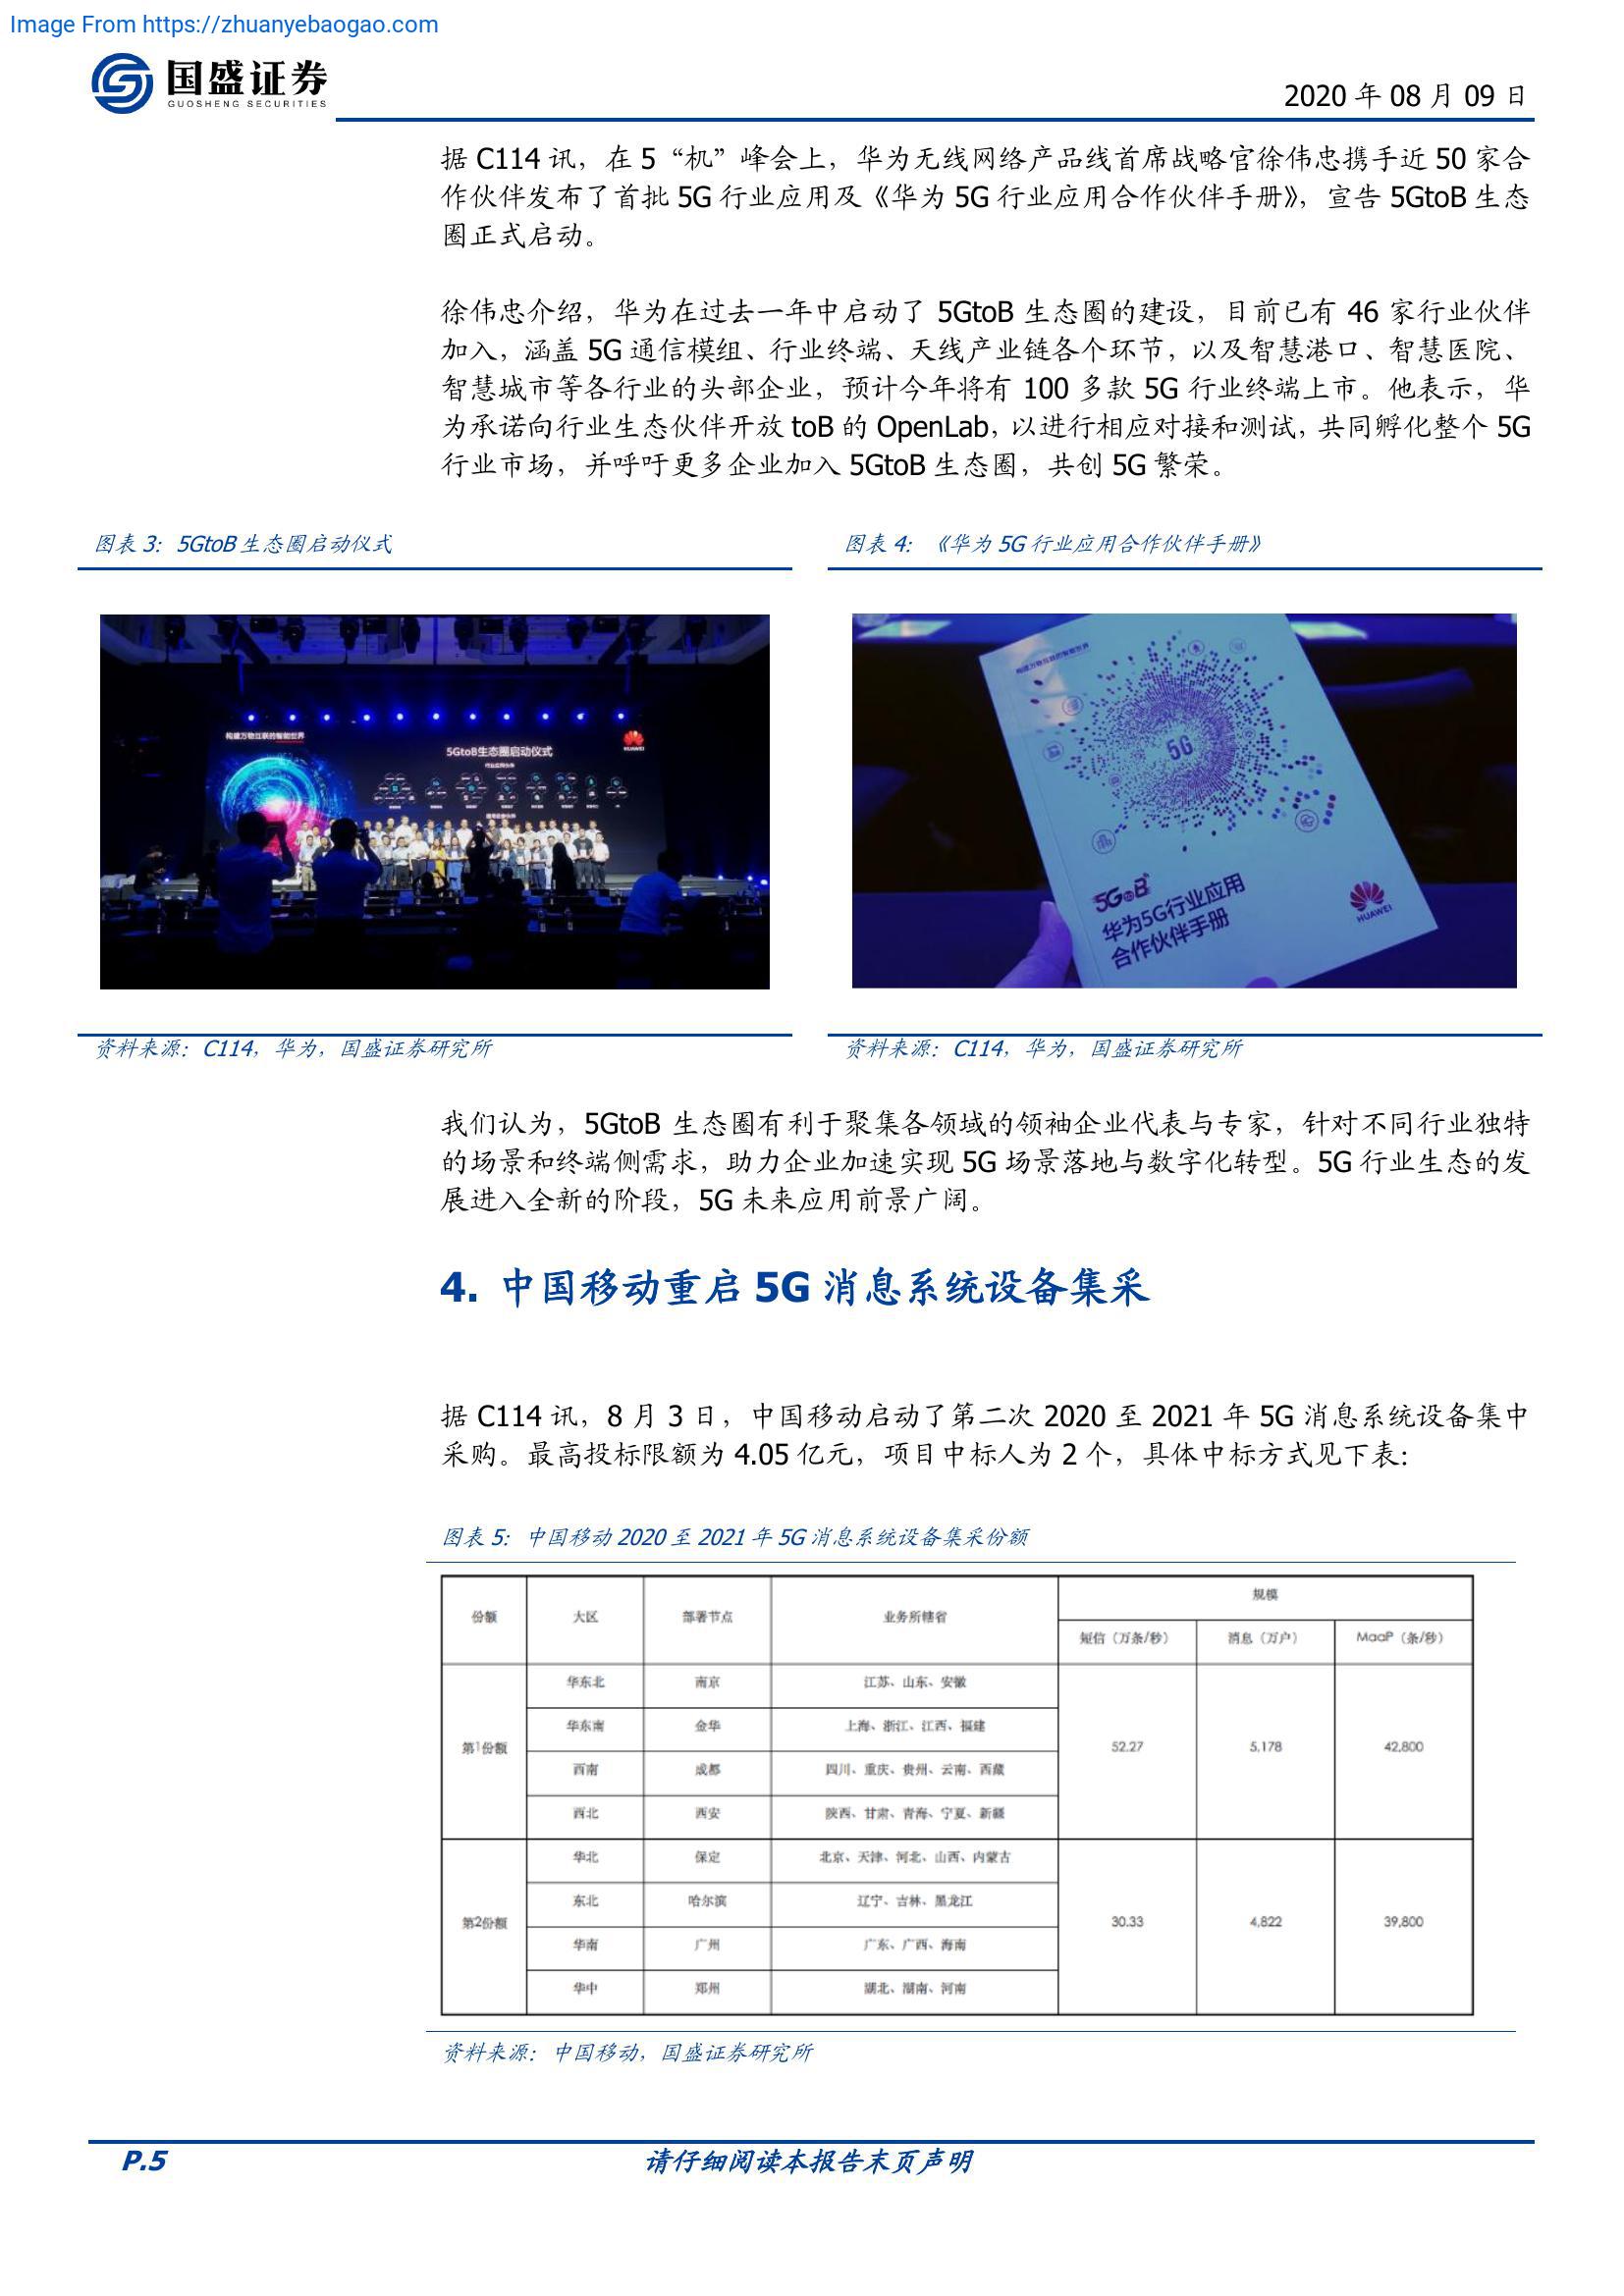 Image From https://zhuanyebaogao.com
国盛证券
GUOSHENG SECURITIES
2020 年 08 月 09 日
据 C114 讯，在 5“机”峰会上，华为无线网络产品线首席战略官徐伟忠携手近 50 家合
作伙伴发布了首批 5G 行业应用及《华为 5G 行业应用合作伙伴手册》，宣告 5GtoB 生态
圈正式启动。
徐伟忠介绍，华为在过去一年中启动了 5GtoB 生态圈的建设，目前已有 46 家行业伙伴
加入，涵盖 5G 通信模组、行业终端、天线产业链各个环节，以及智慧港口、智慧医院、
智慧城市等各行业的头部企业，预计今年将有 100 多款 5G 行业终端上市。他表示，华
为承诺向行业生态伙伴开放 toB 的 OpenLab，以进行相应对接和测试，共同孵化整个 5G
行业市场，并呼吁更多企业加入 5GtoB 生态圈，共创 5G 繁荣。
图表 3：5GtoB 生态圈启动仪式
图表 4：《华为 5G 行业应用合作伙伴手册》
构建万物互联的智能世界
5GtoB生态圈启动仪式
HUAWEI
构建万物互联的智能世界
5G
5GtoB
华为5G行业应用
合作伙伴手册
HUAWEI
资料来源：C114，华为，国盛证券研究所
资料来源：C114，华为，国盛证券研究所
我们认为，5GtoB 生态圈有利于聚集各领域的领袖企业代表与专家，针对不同行业独特
的场景和终端侧需求，助力企业加速实现 5G 场景落地与数字化转型。5G 行业生态的发
展进入全新的阶段，5G 未来应用前景广阔。
4. 中国移动重启 5G 消息系统设备集采
据 C114 讯，8 月 3 日，中国移动启动了第二次 2020 至 2021 年 5G 消息系统设备集中
采购。最高投标限额为 4.05 亿元，项目中标人为 2 个，具体中标方式见下表：
图表 5：中国移动 2020 至 2021 年 5G 消息系统设备集采份额
份额 大区 部署节点 业务所辖省 规模
短信（万条/秒） 消息（万户） MaaP（条/秒）
第1份额 52.27 5,178 42,800
华东北 南京 江苏、山东、安徽
华东南 金华 上海、浙江、江西、福建
西南 成都 四川、重庆、贵州、云南、西藏
西北 西安 陕西、甘肃、青海、宁夏、新疆
第2份额 30.33 4,822 39,800
华北 保定 北京、天津、河北、山西、内蒙古
东北 哈尔滨 辽宁、吉林、黑龙江
华南 广州 广东、广西、海南
华中 郑州 湖北、湖南、河南
资料来源：中国移动，国盛证券研究所
P.5
请仔细阅读本报告末页声明